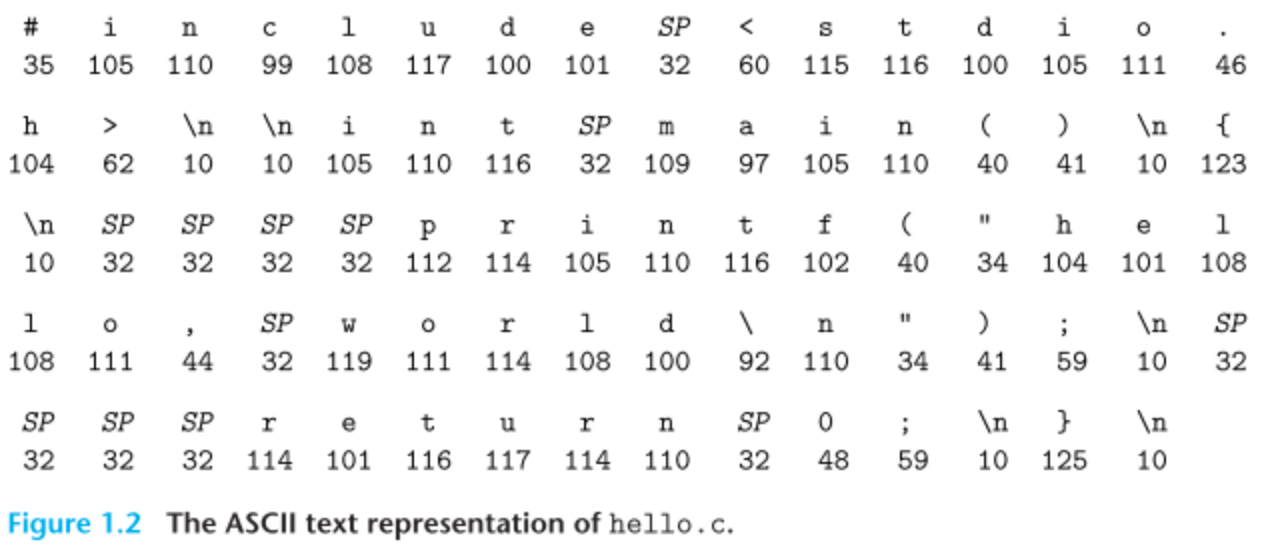 # i n c l u d e SP < s t d i o .
35 105 110 99 108 117 100 101 32 60 115 116 100 105 111 46
h > \n \n i n t SP m a i n ( ) \n {
104 62 10 10 105 110 116 32 109 97 105 110 40 41 10 123
\n SP SP SP SP p r i n t f ( " h e l
10 32 32 32 32 112 114 105 110 116 102 40 34 104 101 108
l o , SP w o r l d \ n " ) ; \n SP
108 111 44 32 119 111 114 108 100 92 110 34 41 59 10 32
SP SP SP r e t u r n SP 0 ; \n } \n
32 32 32 114 101 116 117 114 110 32 48 59 10 125 10
Figure 1.2 The ASCII text representation of hello.c.